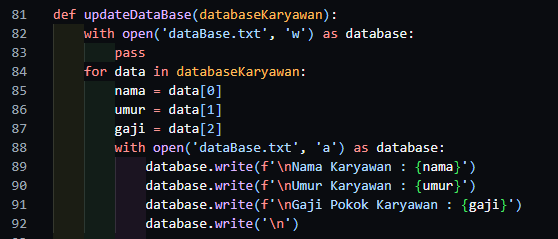 81 def updateDataBase(databaseKaryawan):
82     with open('dataBase.txt', 'w') as database:
83         pass
84     for data in databaseKaryawan:
85         nama = data[0]
86         umur = data[1]
87         gaji = data[2]
88         with open('dataBase.txt', 'a') as database:
89             database.write(f'\nNama Karyawan : {nama}')
90             database.write(f'\nUmur Karyawan : {umur}')
91             database.write(f'\nGaji Pokok Karyawan : {gaji}')
92             database.write('\n')